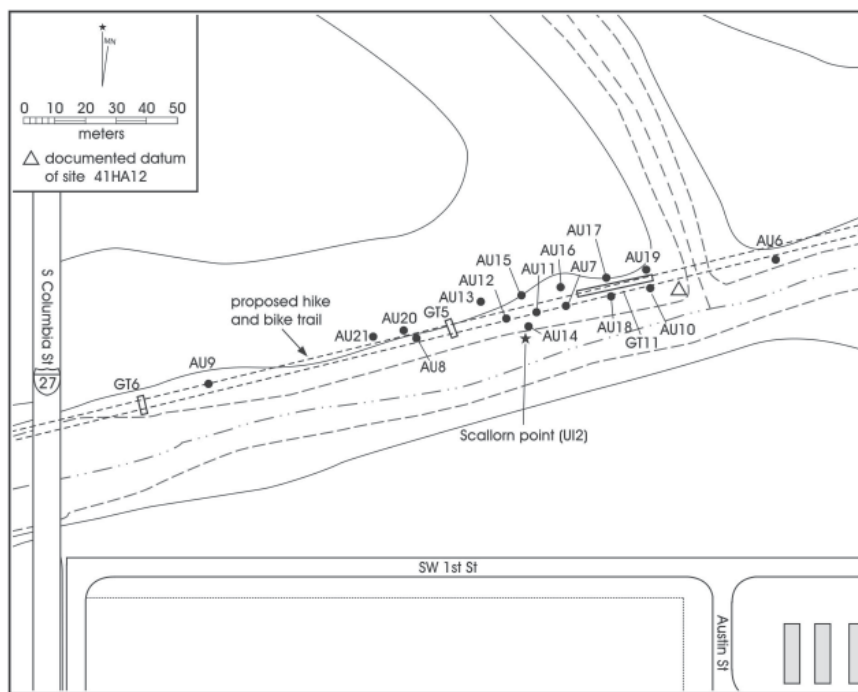 MN
0 10 20 30 40 50
meters
documented datum
of site 41HA12
AU17
AU6
AU16
AU19
AU15
AU7
AU11
AU12
AU13
proposed hike
and bike trail
GT5
AU20
AU21
AU18
AU10
AU14
GT11
AU8
AU9
GT6
S Columbia St
27
Scallorn point (UI2)
SW 1st St
Austin St